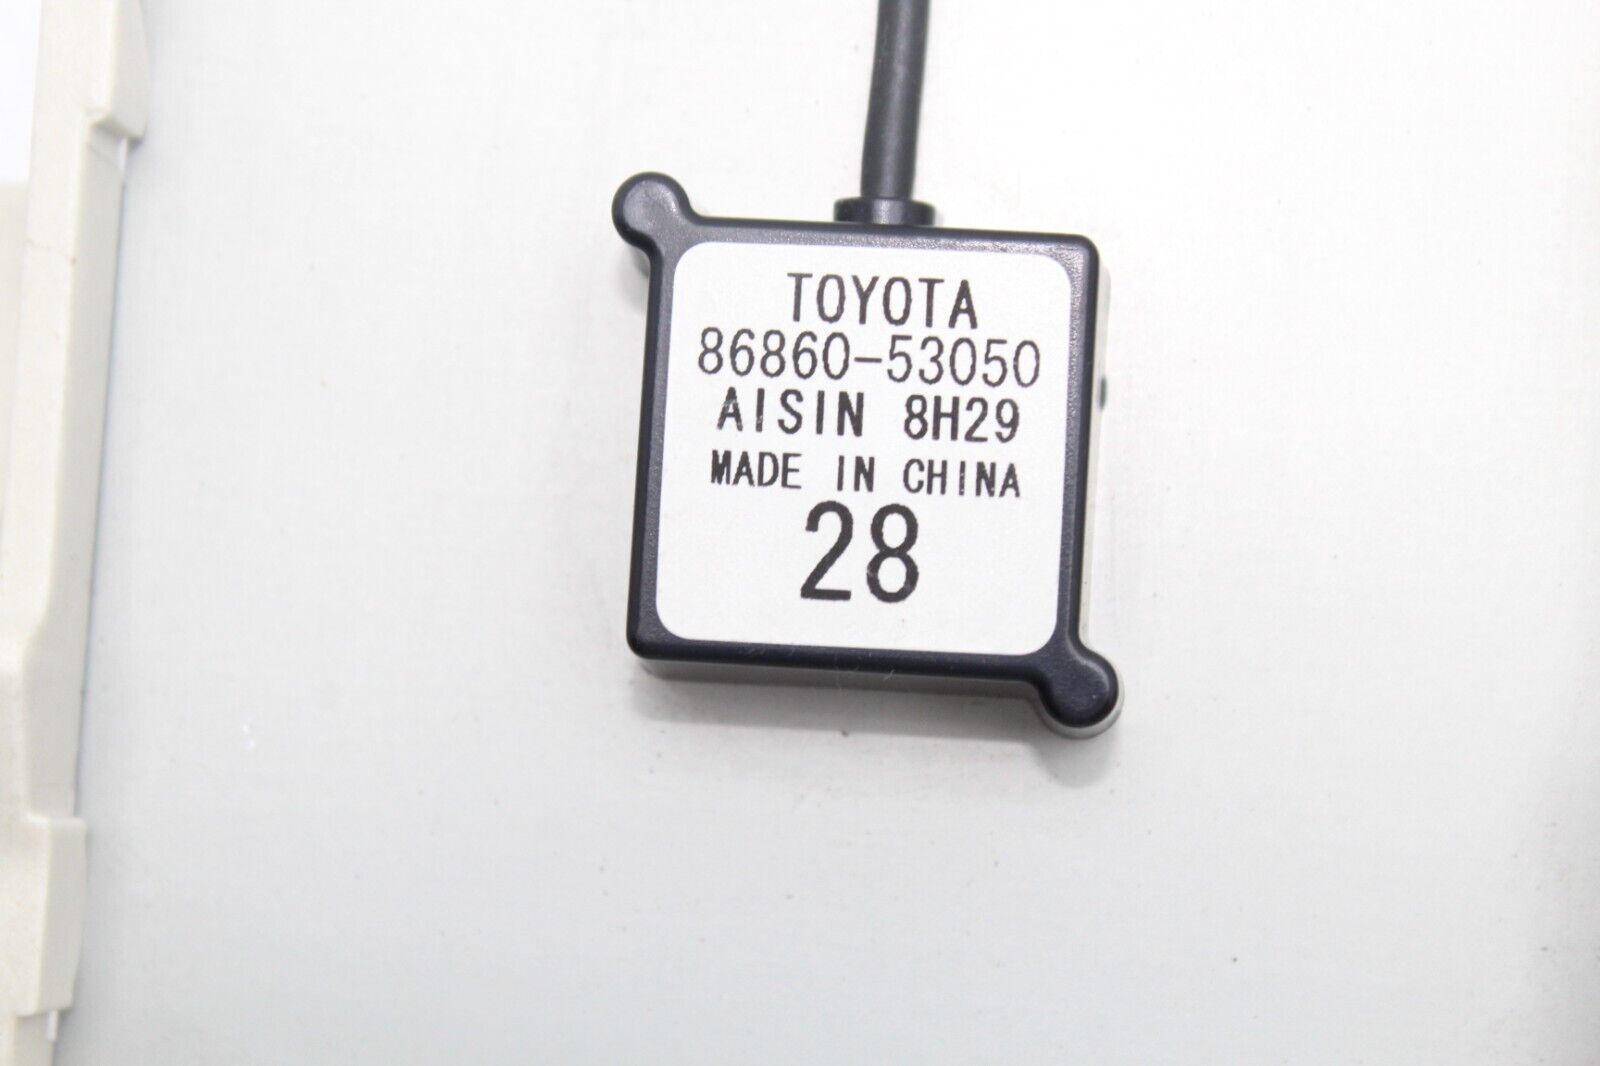 TOYOTA
86860-53050
AISIN 8H29
MADE IN CHINA
28